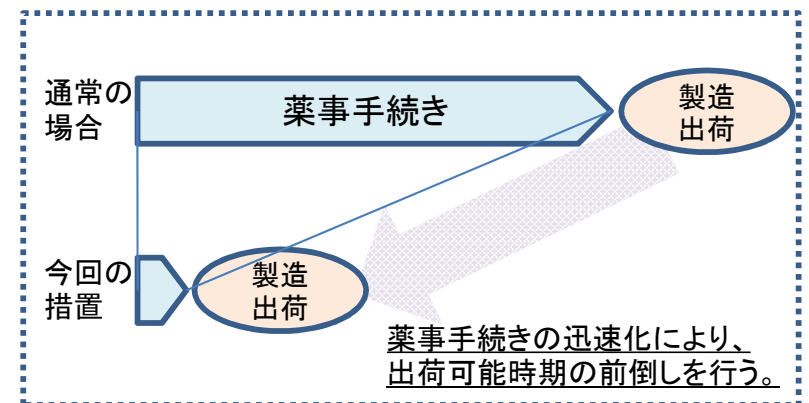 通常の
場合
薬事手続き
製造
出荷
今回の
措置
製造
出荷
薬事手続きの迅速化により、
出荷可能時期の前倒しを行う。